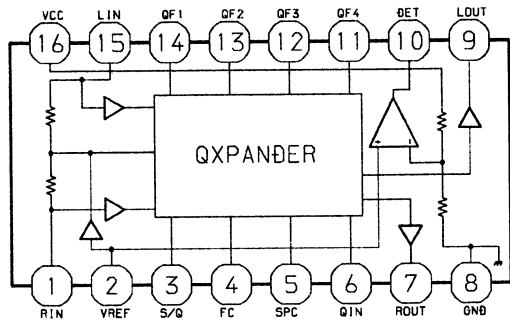 VCC LIN QF1 QF2 QF3 QF4 DET LOUT
16 15 14 13 12 11 10 9
QXPANDER
+ -
1 2 3 4 5 6 7 8
RIN VREF S/Q FC SPC QIN ROUT GND